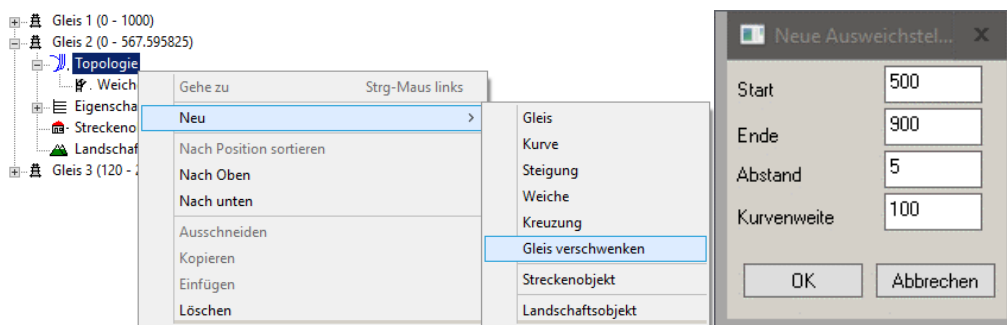 Gleis 1 (0 - 1000)
Gleis 2 (0 - 567.595825)
Topologie
Weich
Eigenscha
Streckeno
Landschaf
Gleis 3 (120 - 2
Gehe zu Strg-Maus links
Neu >
Nach Position sortieren
Nach Oben
Nach unten
Ausschneiden
Kopieren
Einfügen
Löschen
Gleis
Kurve
Steigung
Weiche
Kreuzung
Gleis verschwenken
Streckenobjekt
Landschaftsobjekt
Neue Ausweichstel... X
Start 500
Ende 900
Abstand 5
Kurvenweite 100
OK Abbrechen